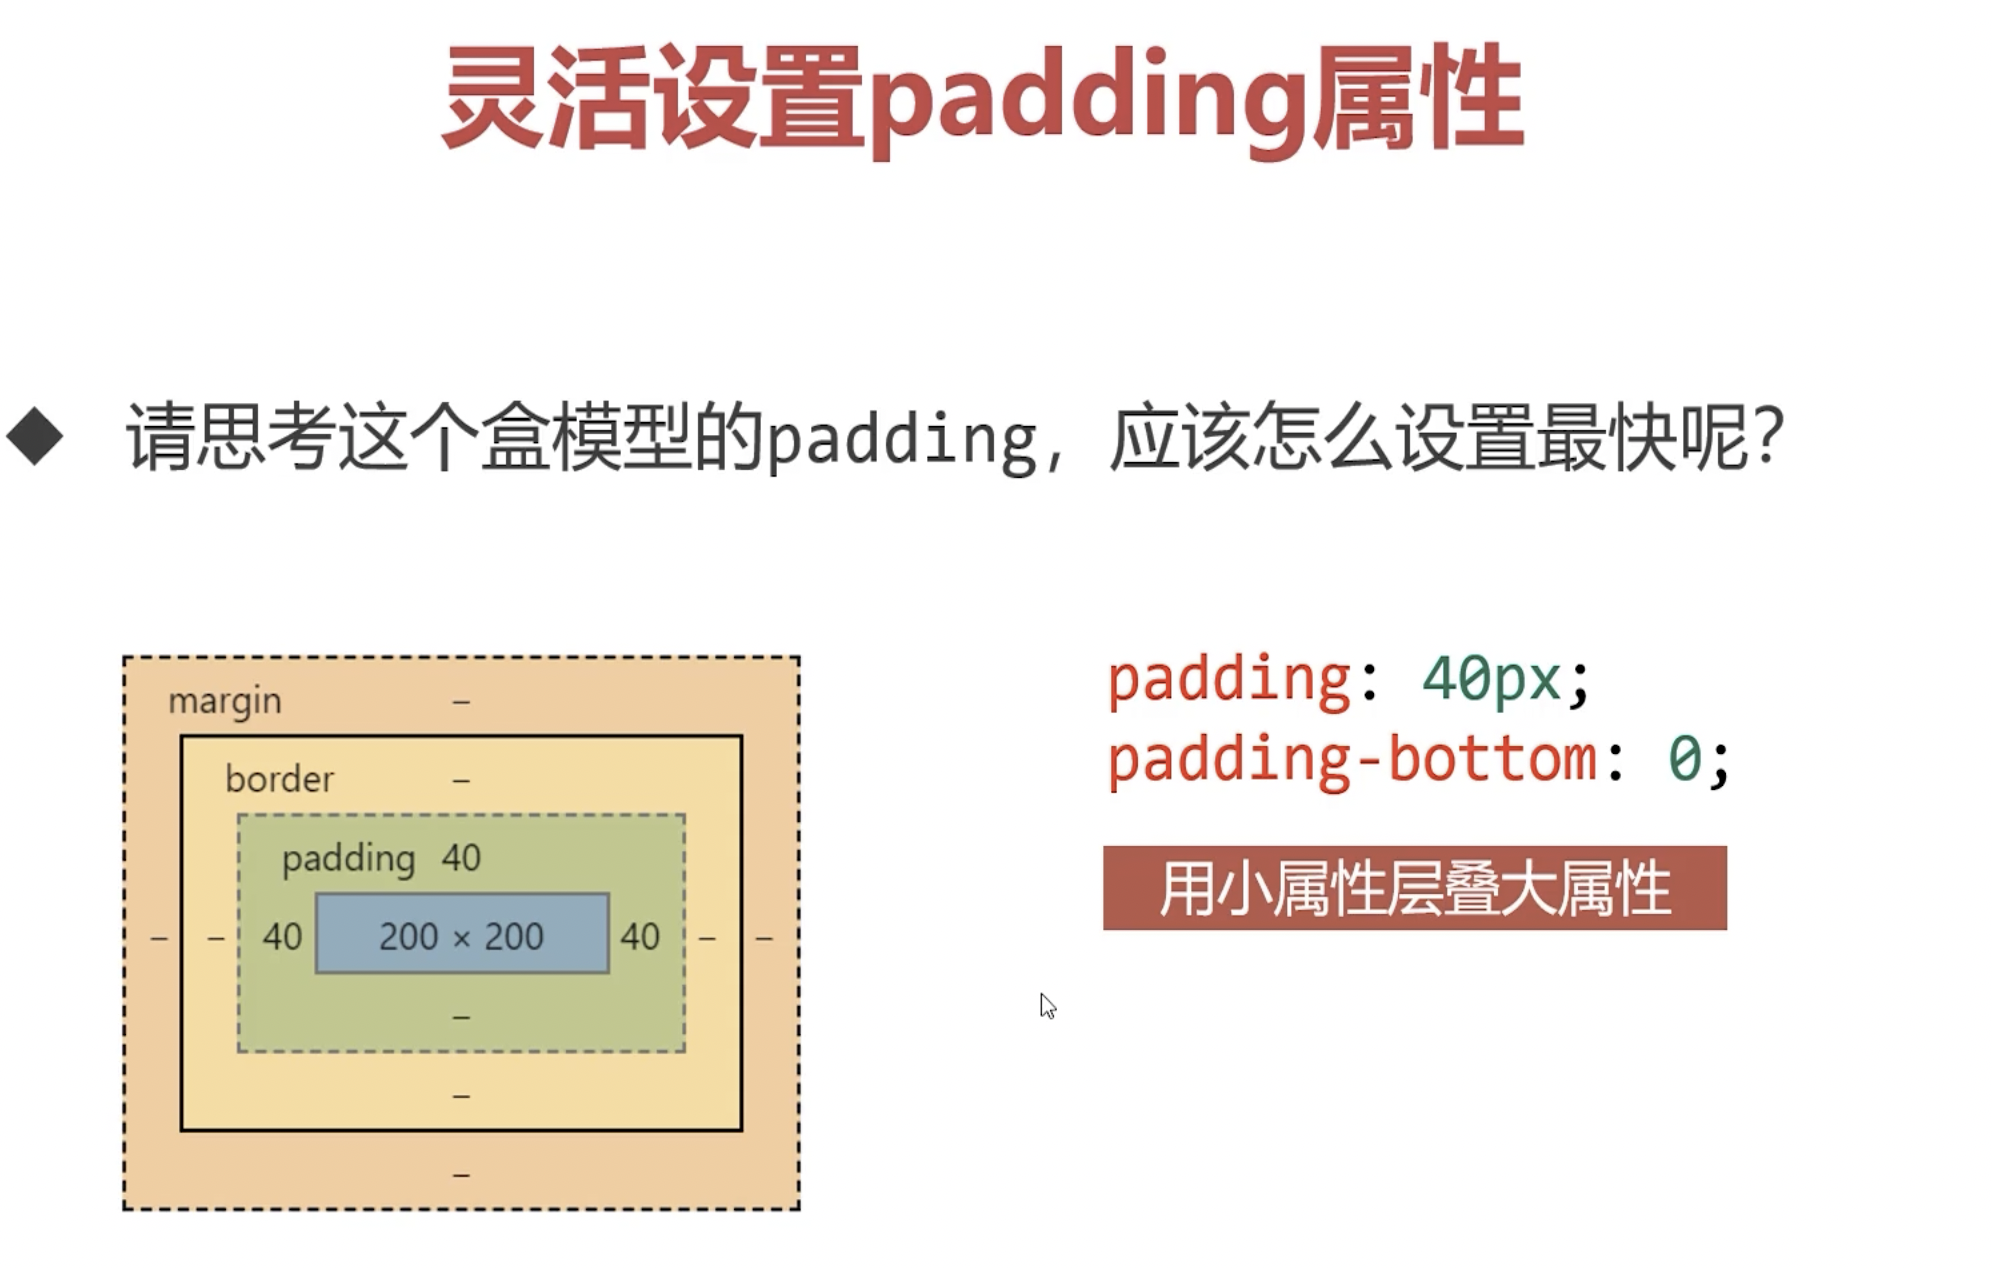 灵活设置padding属性
◆ 请思考这个盒模型的padding，应该怎么设置最快呢？
margin –
border –
padding 40
– – 40 200 × 200 40 – –
–
–
–
padding: 40px;
padding-bottom: 0;
用小属性层叠大属性